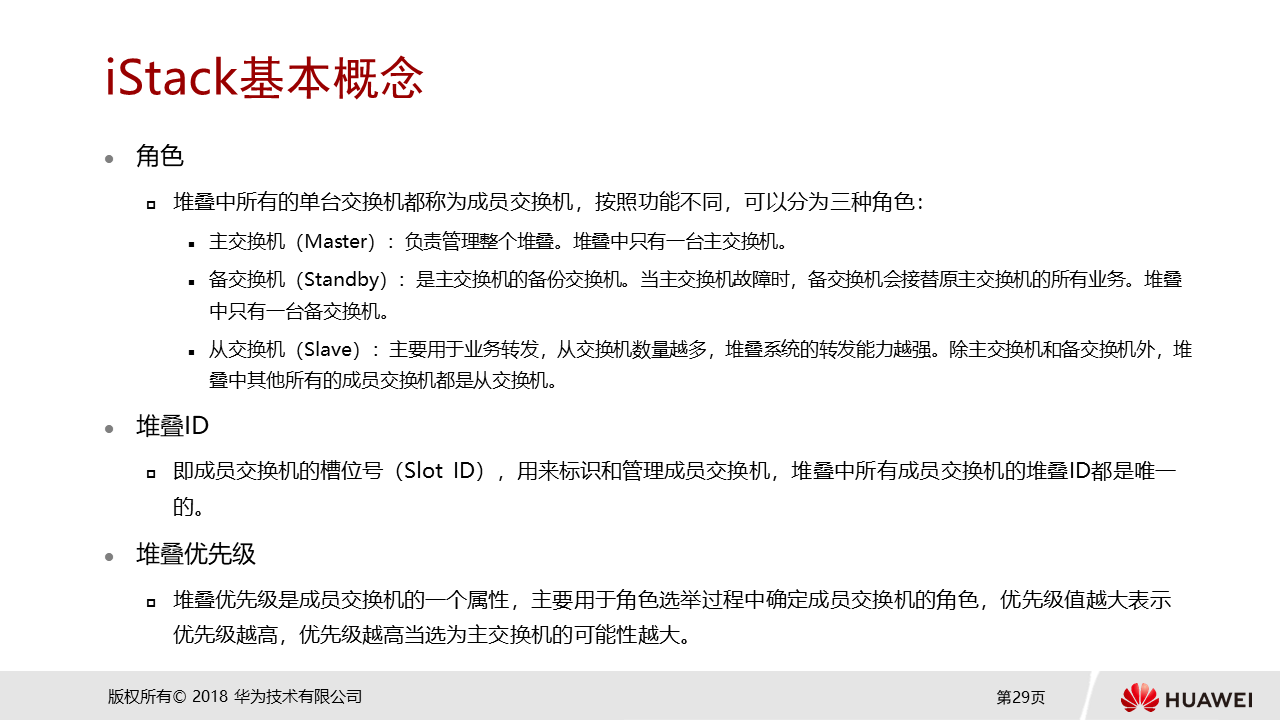 iStack基本概念
角色
堆叠中所有的单台交换机都称为成员交换机，按照功能不同，可以分为三种角色：
主交换机（Master）：负责管理整个堆叠。堆叠中只有一台主交换机。
备交换机（Standby）：是主交换机的备份交换机。当主交换机故障时，备交换机会接替原主交换机的所有业务。堆叠
中只有一台备交换机。
从交换机（Slave）：主要用于业务转发，从交换机数量越多，堆叠系统的转发能力越强。除主交换机和备交换机外，堆
叠中其他所有的成员交换机都是从交换机。
堆叠ID
即成员交换机的槽位号（Slot ID），用来标识和管理成员交换机，堆叠中所有成员交换机的堆叠ID都是唯一
的。
堆叠优先级
堆叠优先级是成员交换机的一个属性，主要用于角色选举过程中确定成员交换机的角色，优先级值越大表示
优先级越高，优先级越高当选为主交换机的可能性越大。
版权所有© 2018 华为技术有限公司
第29页
HUAWEI